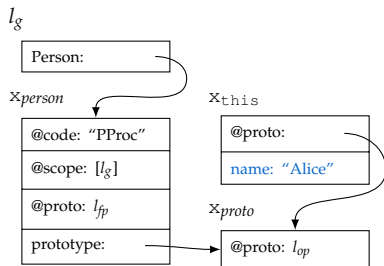 l_g
Person:
x_person
@code: “PProc”
@scope: [l_g]
@proto: l_fp
prototype:
x_this
@proto:
name: “Alice”
x_proto
@proto: l_op